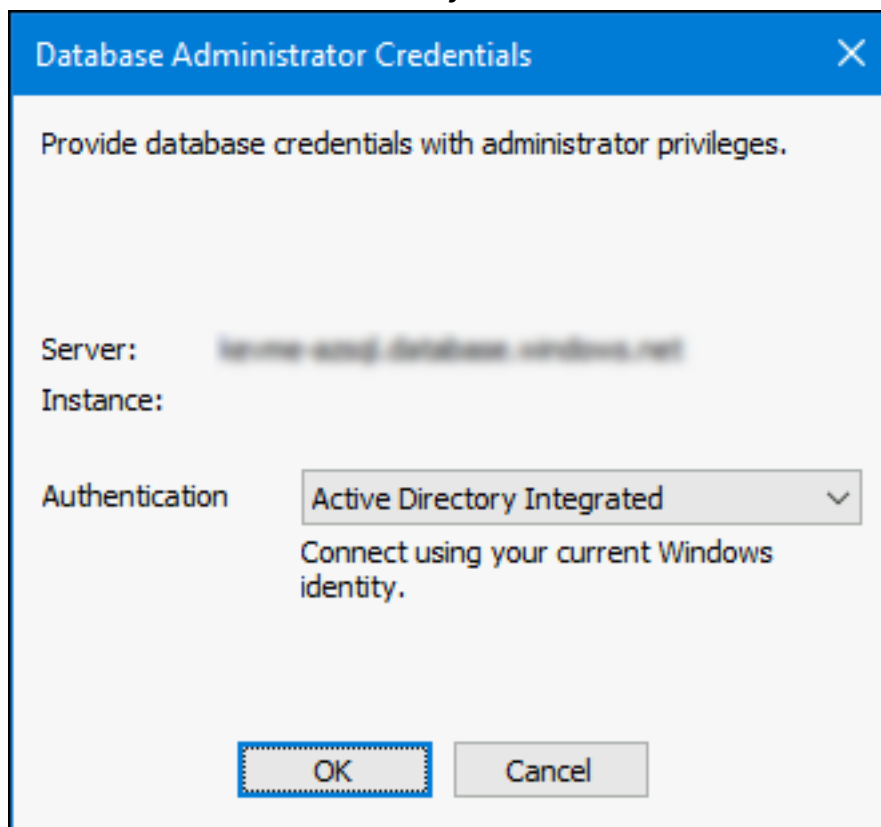 Database Administrator Credentials
Provide database credentials with administrator privileges.
Server:
Instance:
Authentication
Active Directory Integrated
Connect using your current Windows
identity.
OK
Cancel